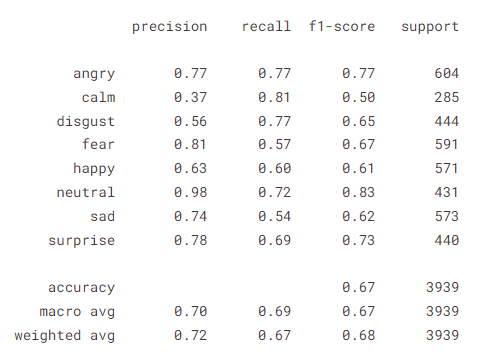 precision recall f1-score support
angry 0.77 0.77 0.77 604
calm 0.37 0.81 0.50 285
disgust 0.56 0.77 0.65 444
fear 0.81 0.57 0.67 591
happy 0.63 0.60 0.61 571
neutral 0.98 0.72 0.83 431
sad 0.74 0.54 0.62 573
surprise 0.78 0.69 0.73 440
accuracy 0.67 3939
macro avg 0.70 0.69 0.67 3939
weighted avg 0.72 0.67 0.68 3939